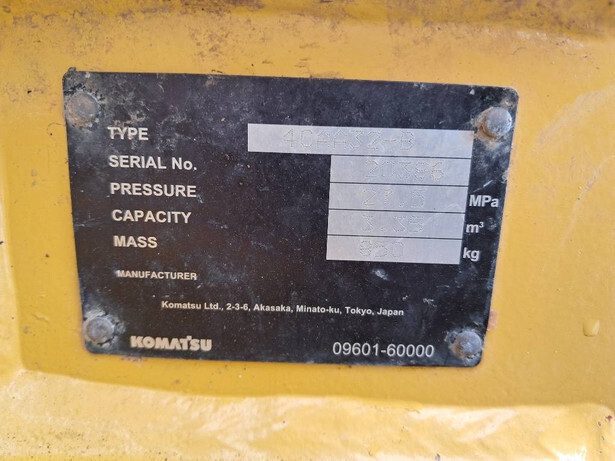 TYPE
SERIAL No.
PRESSURE MPa
CAPACITY m³
MASS kg
MANUFACTURER
Komatsu Ltd., 2-3-6, Akasaka, Minato-ku, Tokyo, Japan
KOMATSU 09601-60000